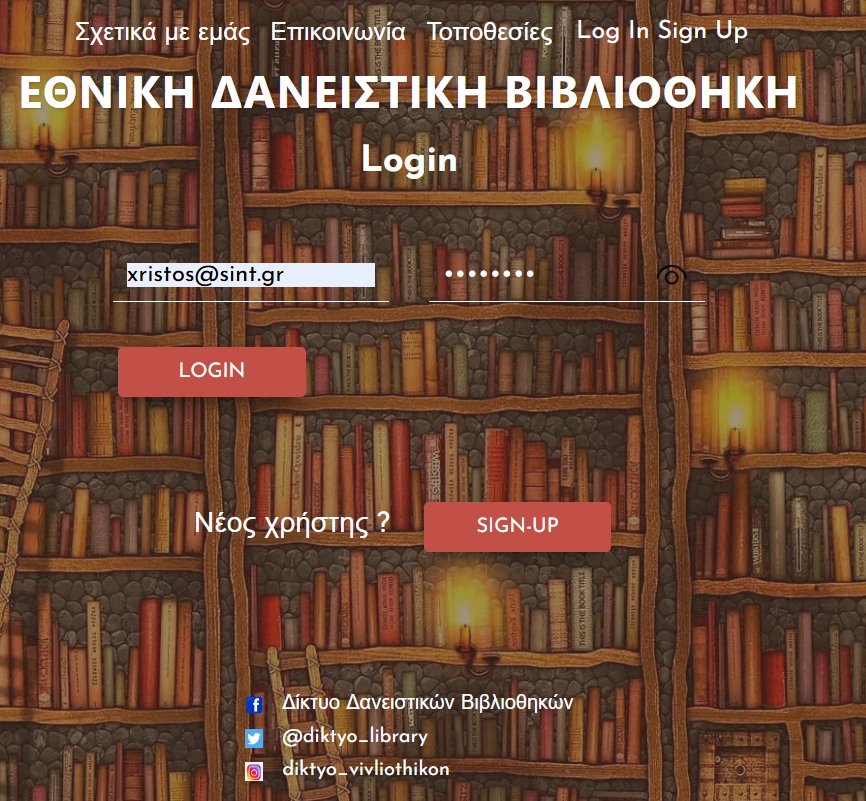 Σχετικά με εμάς Επικοινωνία Τοποθεσίες Log In Sign Up
ΕΘΝΙΚΗ ΔΑΝΕΙΣΤΙΚΗ ΒΙΒΛΙΟΘΗΚΗ
Login
xristos@sint.gr ••••••••
LOGIN
Νέος χρήστης ? SIGN-UP
Δίκτυο Δανειστικών Βιβλιοθηκών
@diktyo_library
diktyo_vivliothikon